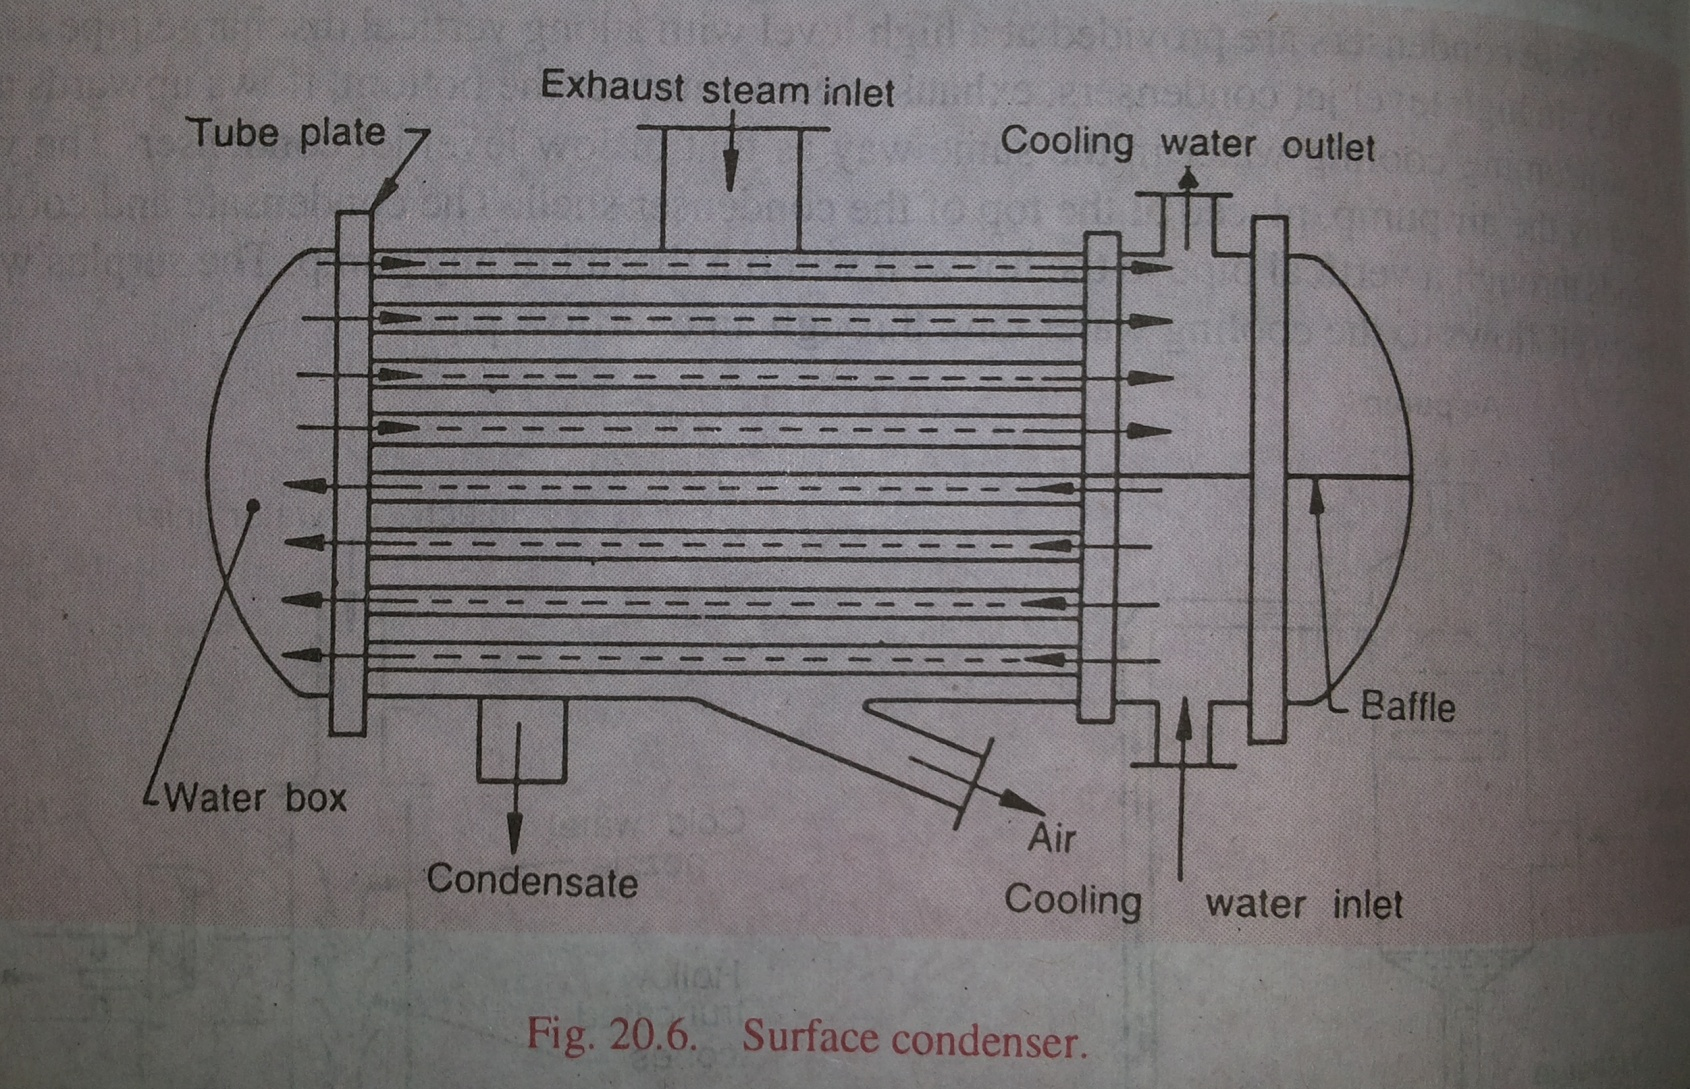 Exhaust steam inlet
Tube plate
Cooling water outlet
Baffle
Water box
Air
Condensate
Cooling water inlet
Fig. 20.6. Surface condenser.